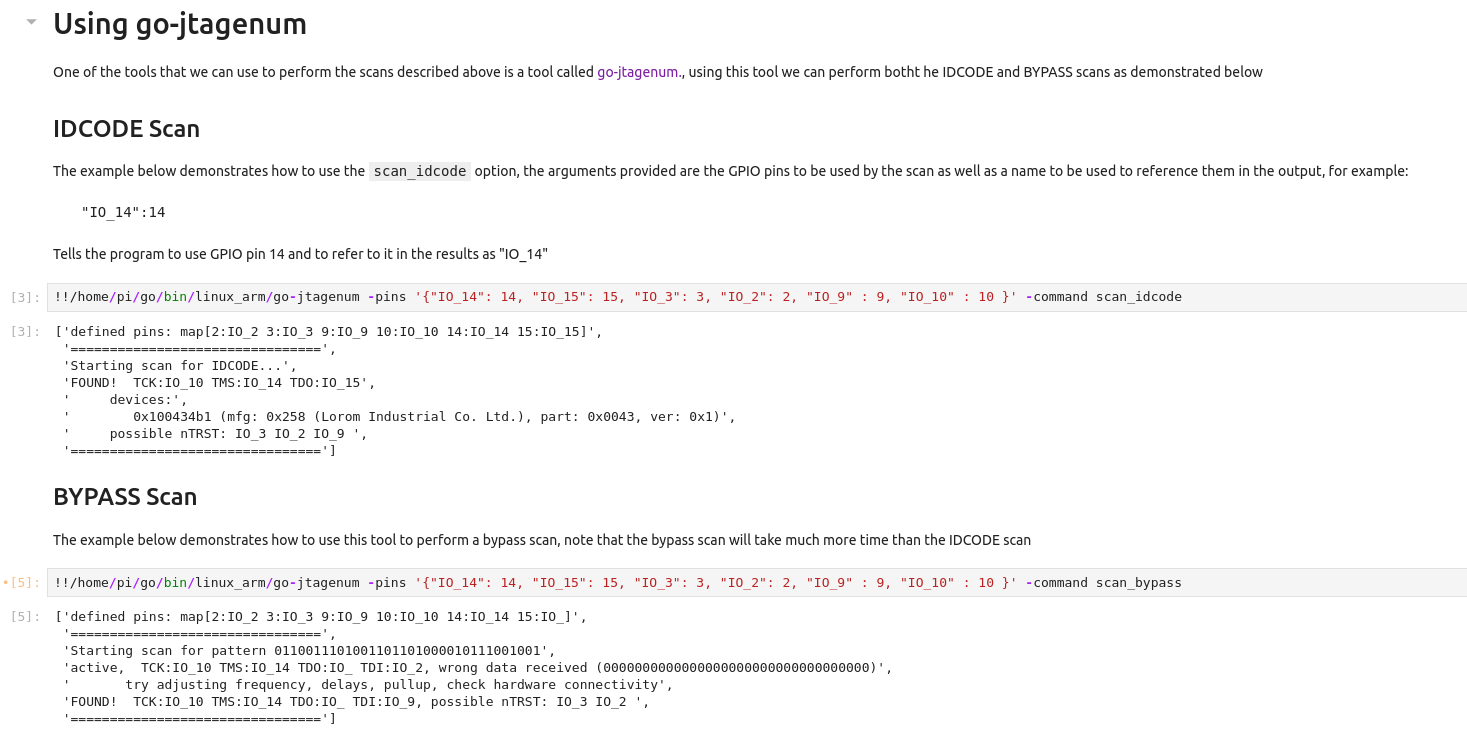 Using go-jtagenum
One of the tools that we can use to perform the scans described above is a tool called go-jtagenum., using this tool we can perform botht he IDCODE and BYPASS scans as demonstrated below
IDCODE Scan
The example below demonstrates how to use the scan_idcode option, the arguments provided are the GPIO pins to be used by the scan as well as a name to be used to reference them in the output, for example:
"IO_14":14
Tells the program to use GPIO pin 14 and to refer to it in the results as "IO_14"
[3]: !!/home/pi/go/bin/linux_arm/go-jtagenum -pins '{"IO_14": 14, "IO_15": 15, "IO_3": 3, "IO_2": 2, "IO_9" : 9, "IO_10" : 10 }' -command scan_idcode
[3]: ['defined pins: map[2:IO_2 3:IO_3 9:IO_9 10:IO_10 14:IO_14 15:IO_15]',
'================================',
'Starting scan for IDCODE...',
'FOUND!  TCK:IO_10 TMS:IO_14 TDO:IO_15',
'     devices:',
'        0x100434b1 (mfg: 0x258 (Lorom Industrial Co. Ltd.), part: 0x0043, ver: 0x1)',
'     possible nTRST: IO_3 IO_2 IO_9 ',
'================================']
BYPASS Scan
The example below demonstrates how to use this tool to perform a bypass scan, note that the bypass scan will take much more time than the IDCODE scan
•[5]: !!/home/pi/go/bin/linux_arm/go-jtagenum -pins '{"IO_14": 14, "IO_15": 15, "IO_3": 3, "IO_2": 2, "IO_9" : 9, "IO_10" : 10 }' -command scan_bypass
[5]: ['defined pins: map[2:IO_2 3:IO_3 9:IO_9 10:IO_10 14:IO_14 15:IO_]',
'================================',
'Starting scan for pattern 0110011101001101101000010111001001',
'active,  TCK:IO_10 TMS:IO_14 TDO:IO_ TDI:IO_2, wrong data received (0000000000000000000000000000000000)',
'       try adjusting frequency, delays, pullup, check hardware connectivity',
'FOUND!  TCK:IO_10 TMS:IO_14 TDO:IO_ TDI:IO_9, possible nTRST: IO_3 IO_2 ',
'================================']